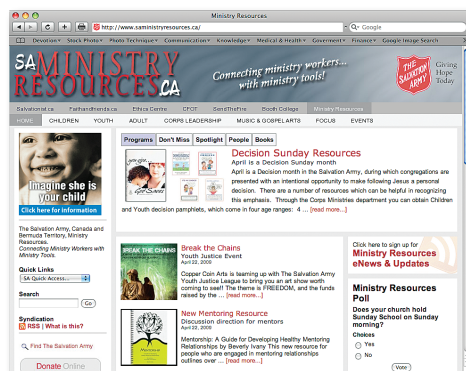 Ministry Resources
http://www.saministryresources.ca/
Google
Devotion Stock Photo Photo Technique Communication Knowledge Medical & Health Goverment Finance Google Image Search
SAMINISTRY
RESOURCES.CA
Connecting ministry workers...
with ministry tools!
THE SALVATION ARMY
Giving
Hope
Today
Salvationist.ca Faithandfriends.ca Ethics Centre CFOT SendTheFire Booth College Ministry Resources
HOME CHILDREN YOUTH ADULT CORPS LEADERSHIP MUSIC & GOSPEL ARTS FOCUS EVENTS
Imagine she is
your child
Click here for information
The Salvation Army, Canada and
Bermuda Territory, Ministry
Resources.
Connecting Ministry Workers with
Ministry Tools.
Quick Links
SA Quick Access...
Search
Go
Syndication
RSS | What is this?
Find The Salvation Army
Donate Online
Programs Don't Miss Spotlight People Books
Decision Sunday Resources
April is a Decision Sunday month
April is a Decision month in the Salvation Army, during which congregations are
presented with an intentional opportunity to make following Jesus a personal
decision. There are a number of resources which can be helpful in recognizing
this emphasis. Through the Corps Ministries department you can obtain Children
and Youth decision pamphlets, which come in four age ranges: 4 ... [read more...]
BREAK THE CHAINS
Break the Chains
Youth Justice Event
April 22, 2009
Copper Coin Arts is teaming up with The Salvation Army
Youth Justice League to bring you an art show worth
coming to see!! The theme is FREEDOM, and the funds
raised by the ... [read more...]
Mentorship
New Mentoring Resource
Discussion direction for mentors
April 22, 2009
Mentorship: A Guide for Developing Healthy Mentoring
Relationships by Beverly Ivany This new resource for
people who are engaged in mentoring relationships
outlines over ... [read more...]
Click here to sign up for
Ministry Resources
eNews & Updates
Ministry Resources
Poll
Does your church hold
Sunday School on Sunday
morning?
Choices
Yes
No
Vote